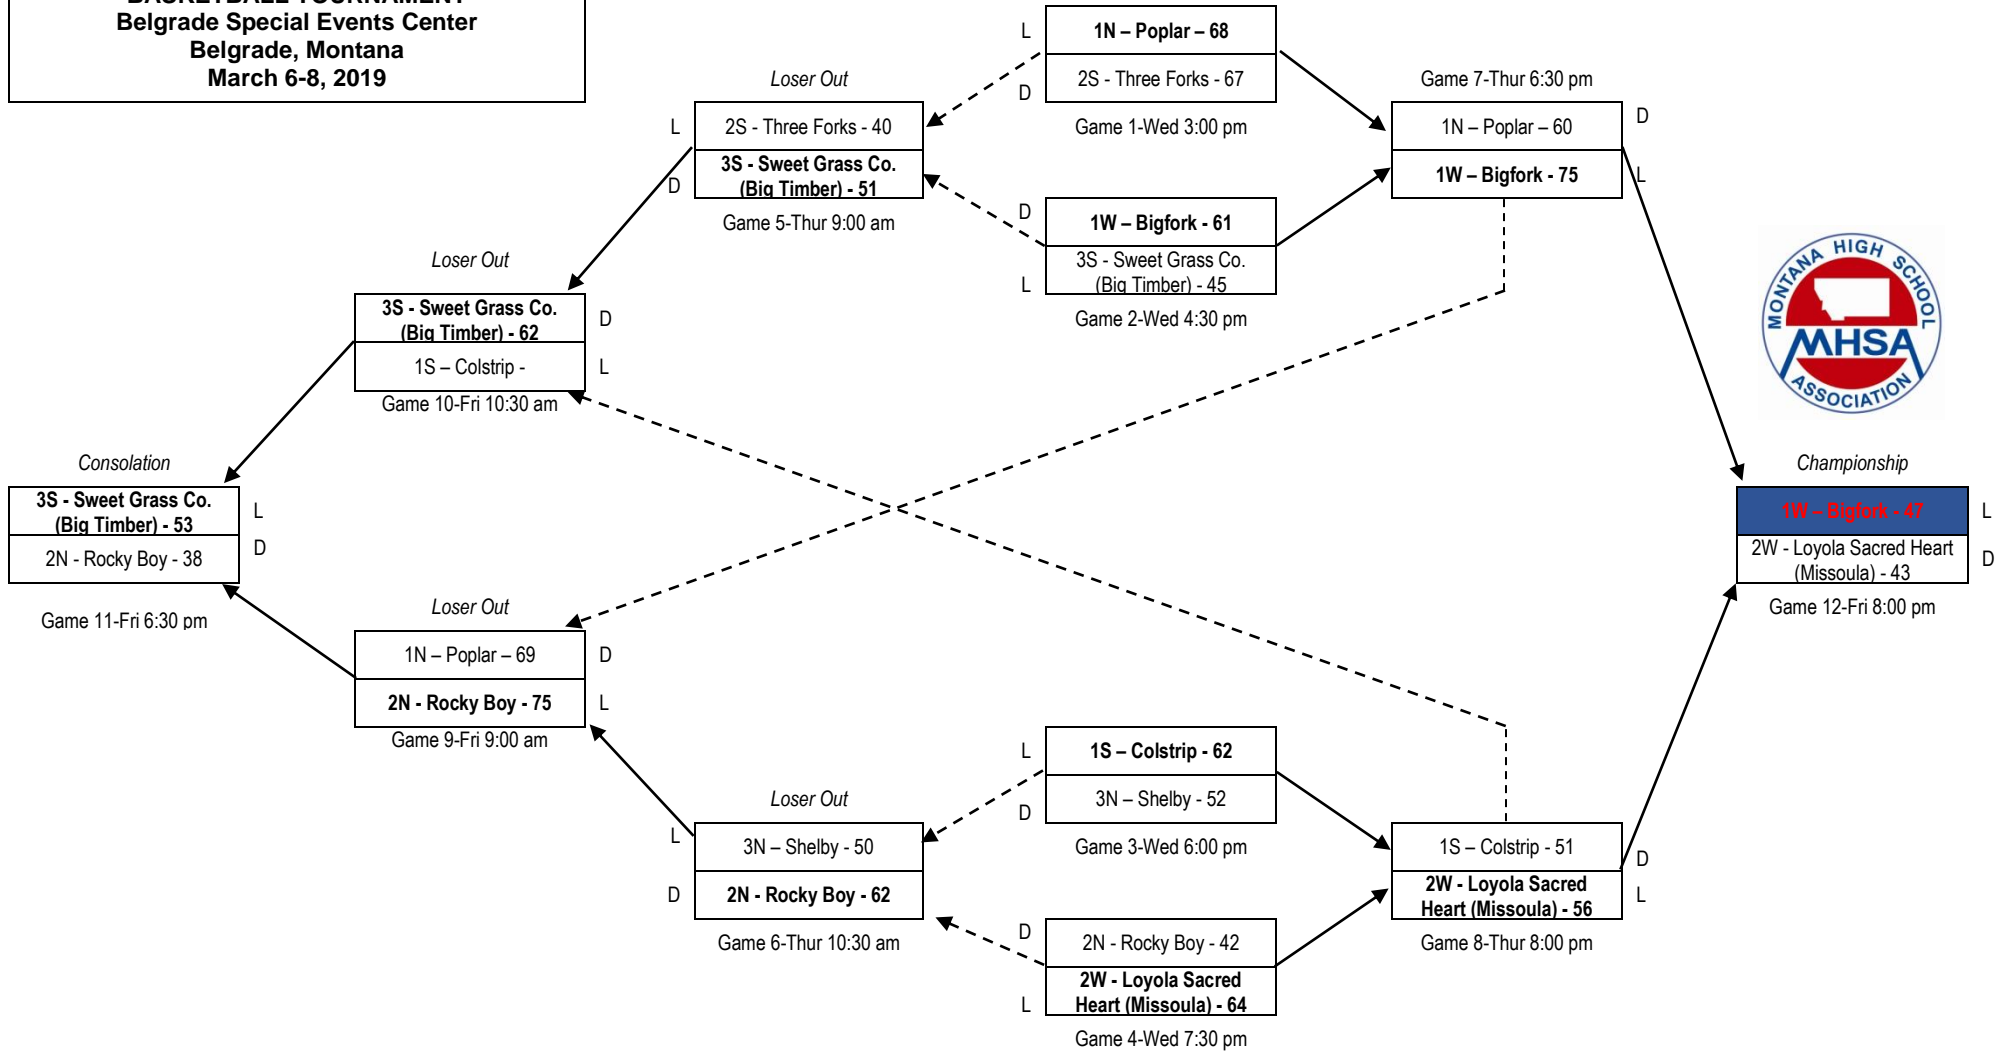 BASKETBALL TOURNAMENT
Belgrade Special Events Center
Belgrade, Montana
March 6-8, 2019
L
1N – Poplar – 68
2S - Three Forks - 67
D
Game 1-Wed 3:00 pm
Loser Out
L
2S - Three Forks - 40
3S - Sweet Grass Co.
(Big Timber) - 51
D
Game 5-Thur 9:00 am
Game 7-Thur 6:30 pm
1N – Poplar – 60
D
1W – Bigfork - 75
L
D
1W – Bigfork - 61
3S - Sweet Grass Co.
(Big Timber) - 45
L
Game 2-Wed 4:30 pm
Loser Out
3S - Sweet Grass Co.
(Big Timber) - 62
D
1S – Colstrip -
L
Game 10-Fri 10:30 am
MONTANA HIGH SCHOOL
MHSA
ASSOCIATION
Consolation
3S - Sweet Grass Co.
(Big Timber) - 53
L
2N - Rocky Boy - 38
D
Game 11-Fri 6:30 pm
Championship
1W – Bigfork - 47
L
2W - Loyola Sacred Heart
(Missoula) - 43
D
Game 12-Fri 8:00 pm
Loser Out
1N – Poplar – 69
D
2N - Rocky Boy - 75
L
Game 9-Fri 9:00 am
L
1S – Colstrip - 62
3N – Shelby - 52
D
Game 3-Wed 6:00 pm
Loser Out
L
3N – Shelby - 50
2N - Rocky Boy - 62
D
Game 6-Thur 10:30 am
1S – Colstrip - 51
D
2W - Loyola Sacred
Heart (Missoula) - 56
L
Game 8-Thur 8:00 pm
D
2N - Rocky Boy - 42
2W - Loyola Sacred
Heart (Missoula) - 64
L
Game 4-Wed 7:30 pm